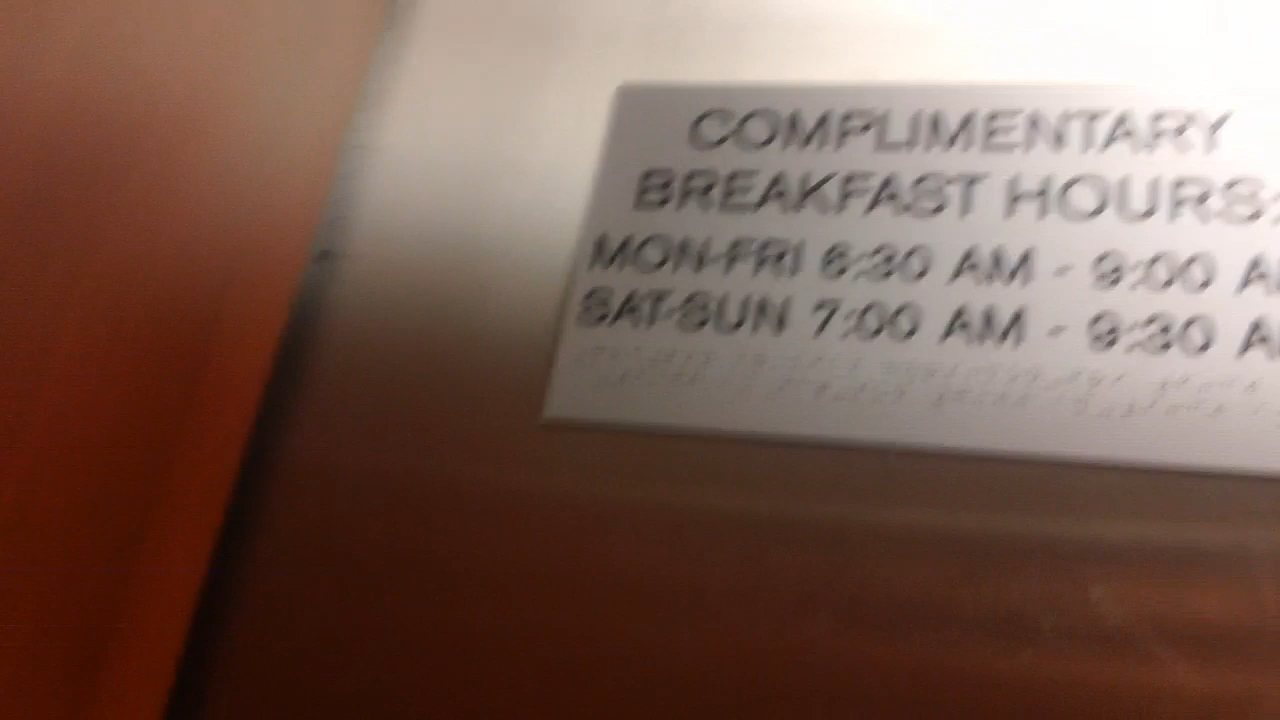 COMPLIMENTARY
BREAKFAST HOURS:
MON-FRI 6:30 AM - 9:00 A
SAT-SUN 7:00 AM - 9:30 A